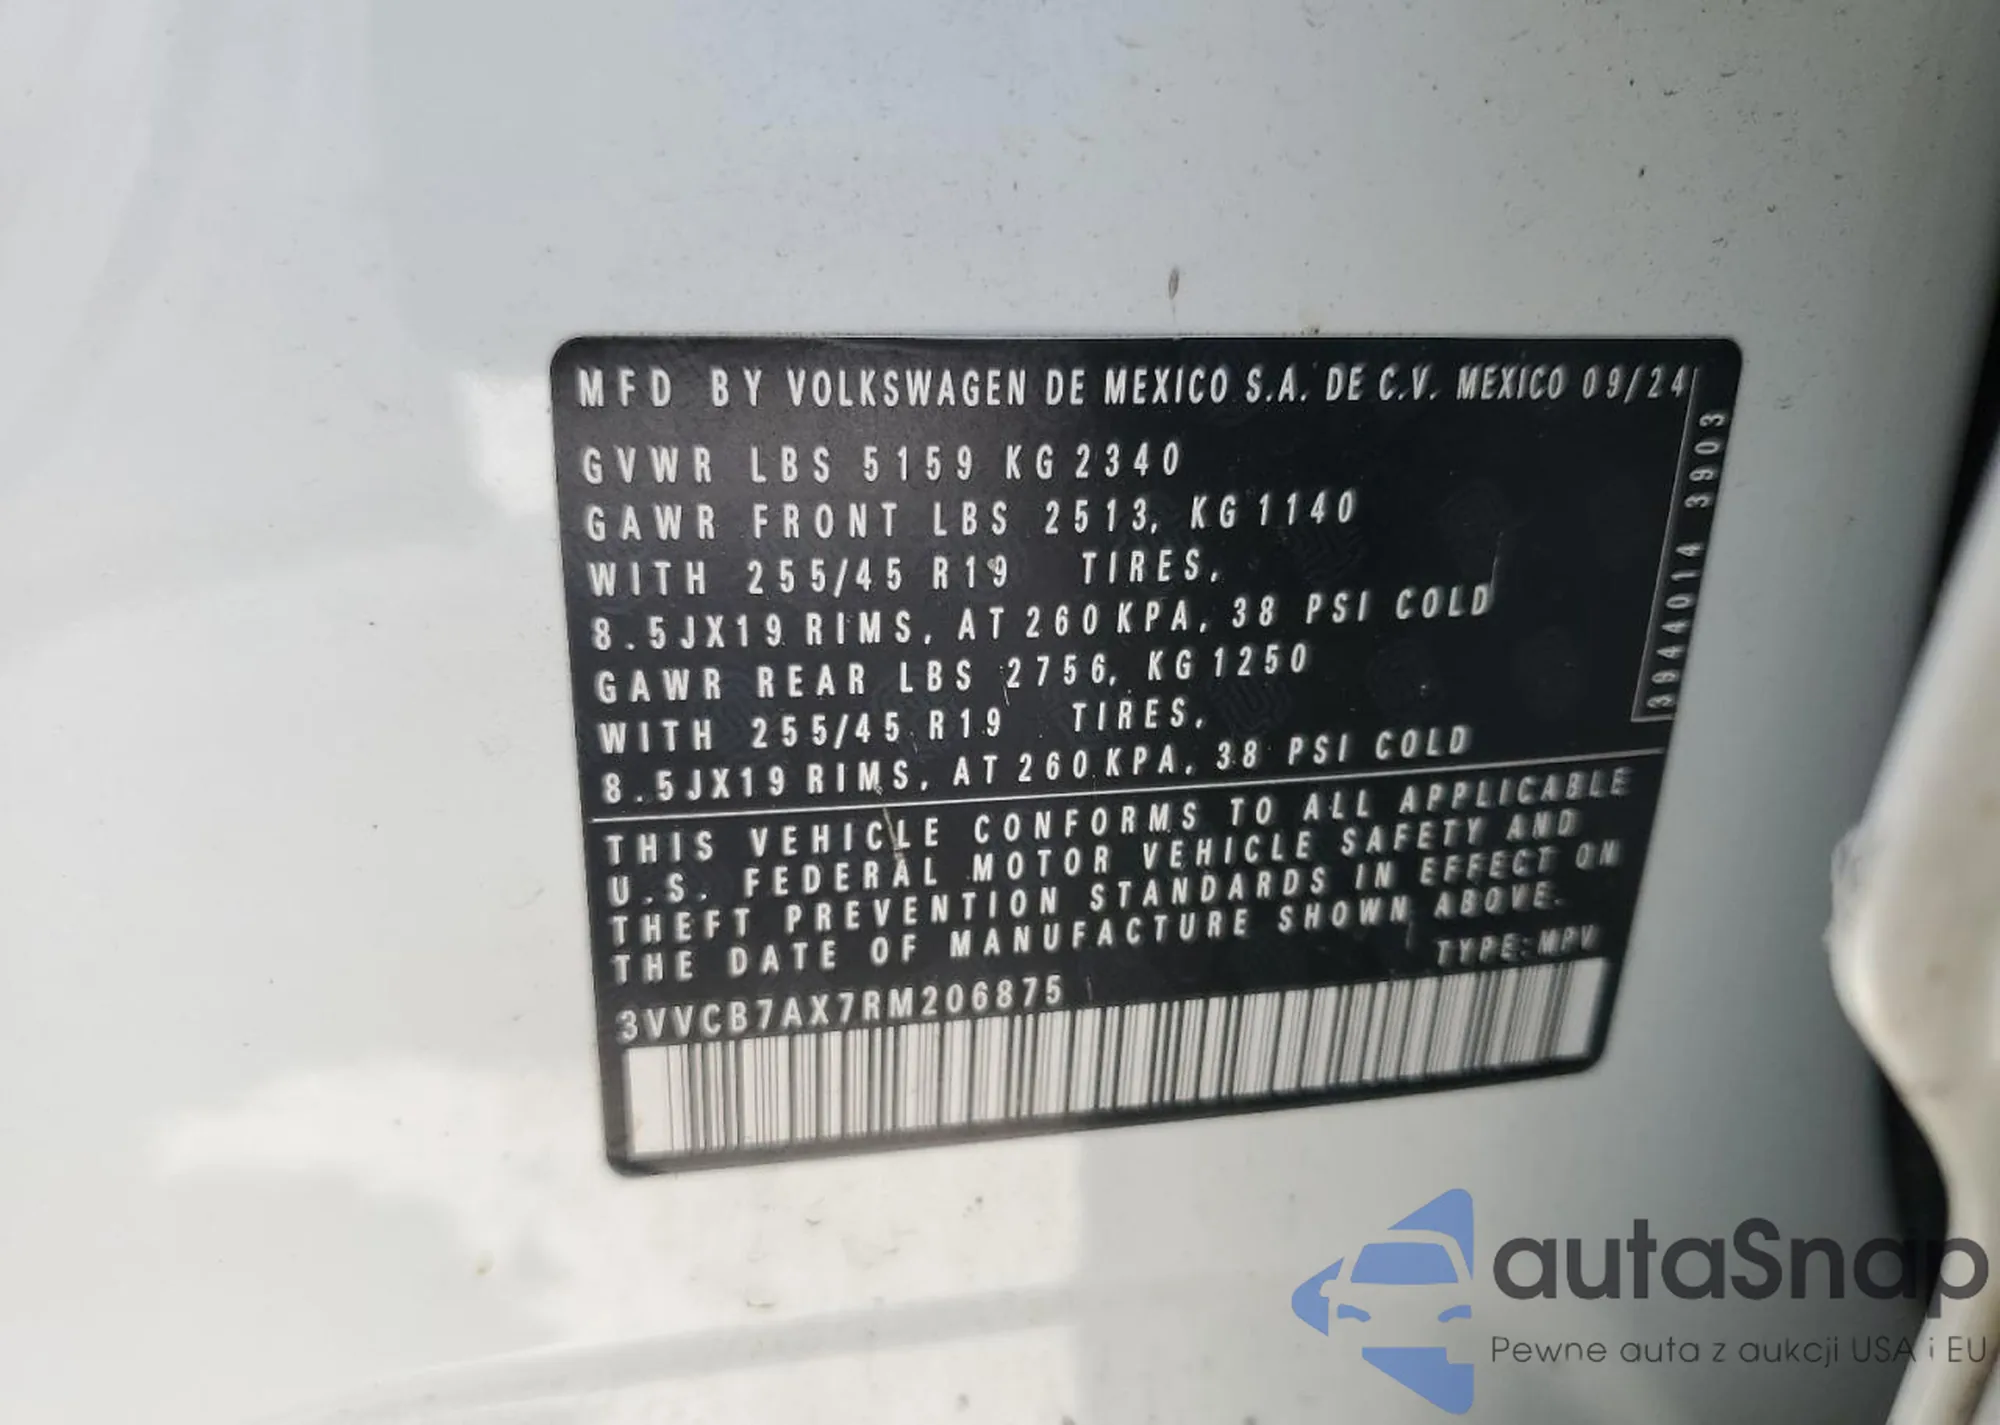 MFD BY VOLKSWAGEN DE MEXICO S.A. DE C.V. MEXICO 09/24
GVWR LBS 5159 KG 2340
GAWR FRONT LBS 2513, KG 1140
WITH 255/45 R19 TIRES,
8.5JX19 RIMS, AT 260 KPA, 38 PSI COLD
GAWR REAR LBS 2756, KG 1250
WITH 255/45 R19 TIRES,
8.5JX19 RIMS, AT 260 KPA, 38 PSI COLD
394 4014 3903
THIS VEHICLE CONFORMS TO ALL APPLICABLE
U.S. FEDERAL MOTOR VEHICLE SAFETY AND
THEFT PREVENTION STANDARDS IN EFFECT ON
THE DATE OF MANUFACTURE SHOWN ABOVE.
TYPE: MPV
3VVCB7AX7RM206875
autaSnap
Pewne auta z aukcji USA i EU